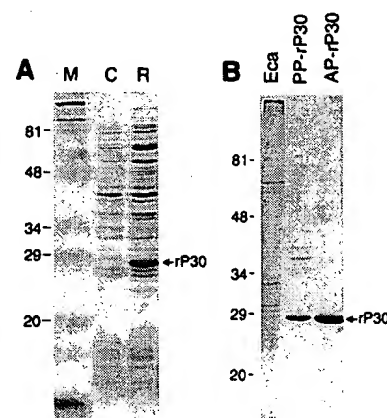 A
M C R
81-
48-
34-
29-
20-
←rP30
B
Eca
PP-rP30
AP-rP30
81-
48-
34-
29-
20-
←rP30